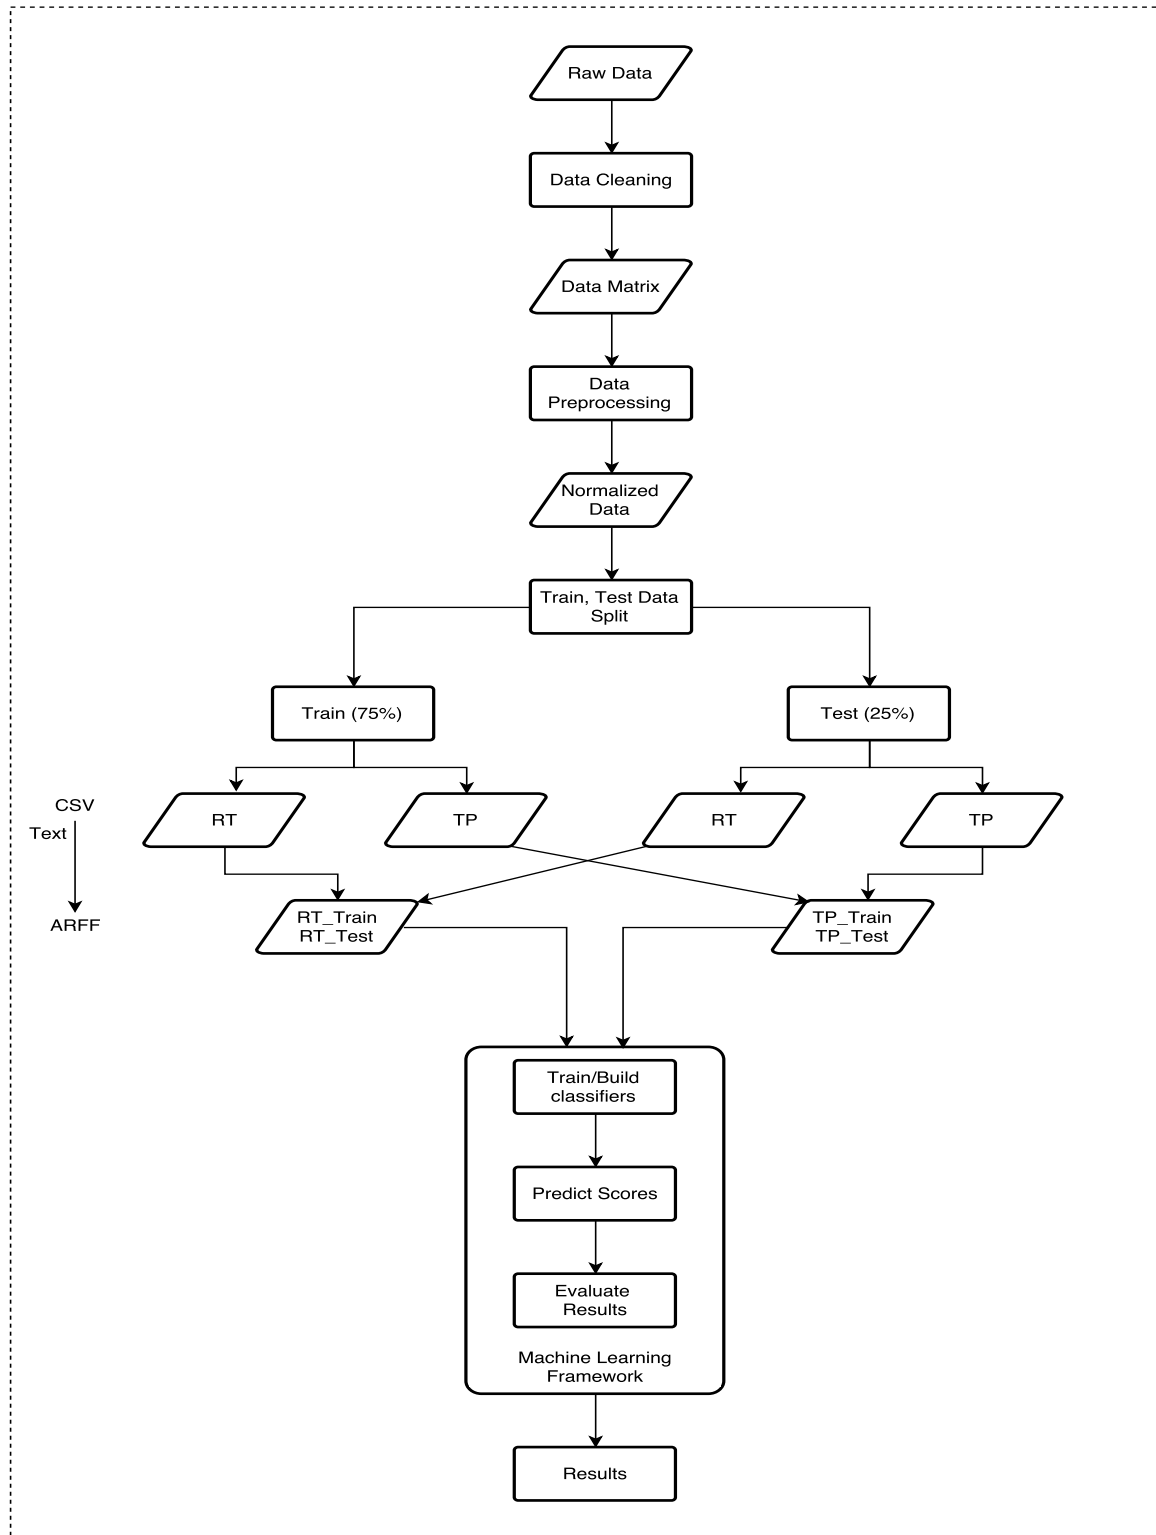 Raw Data
Data Cleaning
Data Matrix
Data
Preprocessing
Normalized
Data
Train, Test Data
Split
Train (75%)
Test (25%)
CSV
Text
ARFF
RT
TP
RT
TP
RT_Train
RT_Test
TP_Train
TP_Test
Train/Build
classifiers
Predict Scores
Evaluate
Results
Machine Learning
Framework
Results